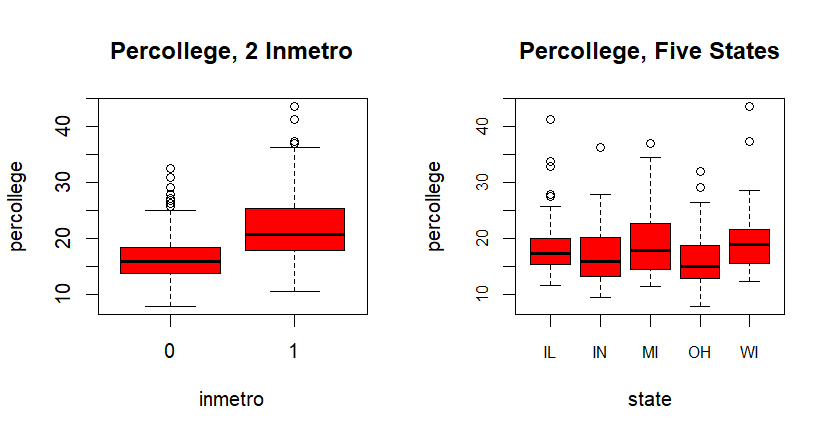 Percollege, 2 Inmetro
percollege
40
30
20
10
0 1
inmetro
Percollege, Five States
percollege
40
30
20
10
IL IN MI OH WI
state